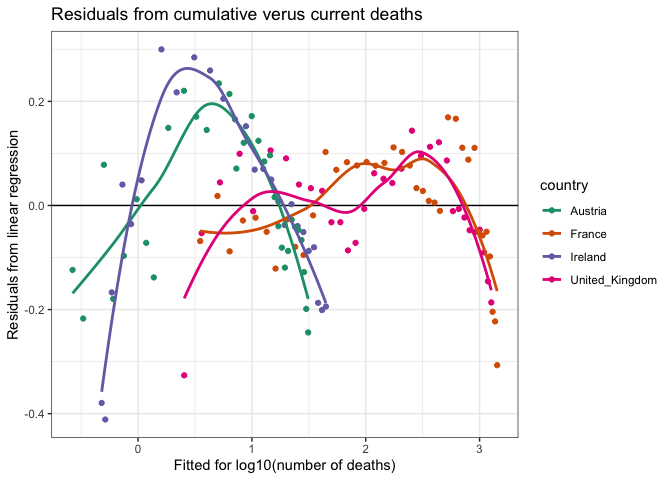 Residuals from cumulative verus current deaths
Residuals from linear regression
0.2
0.0
-0.2
-0.4
0
1
2
3
Fitted for log10(number of deaths)
country
Austria
France
Ireland
United_Kingdom